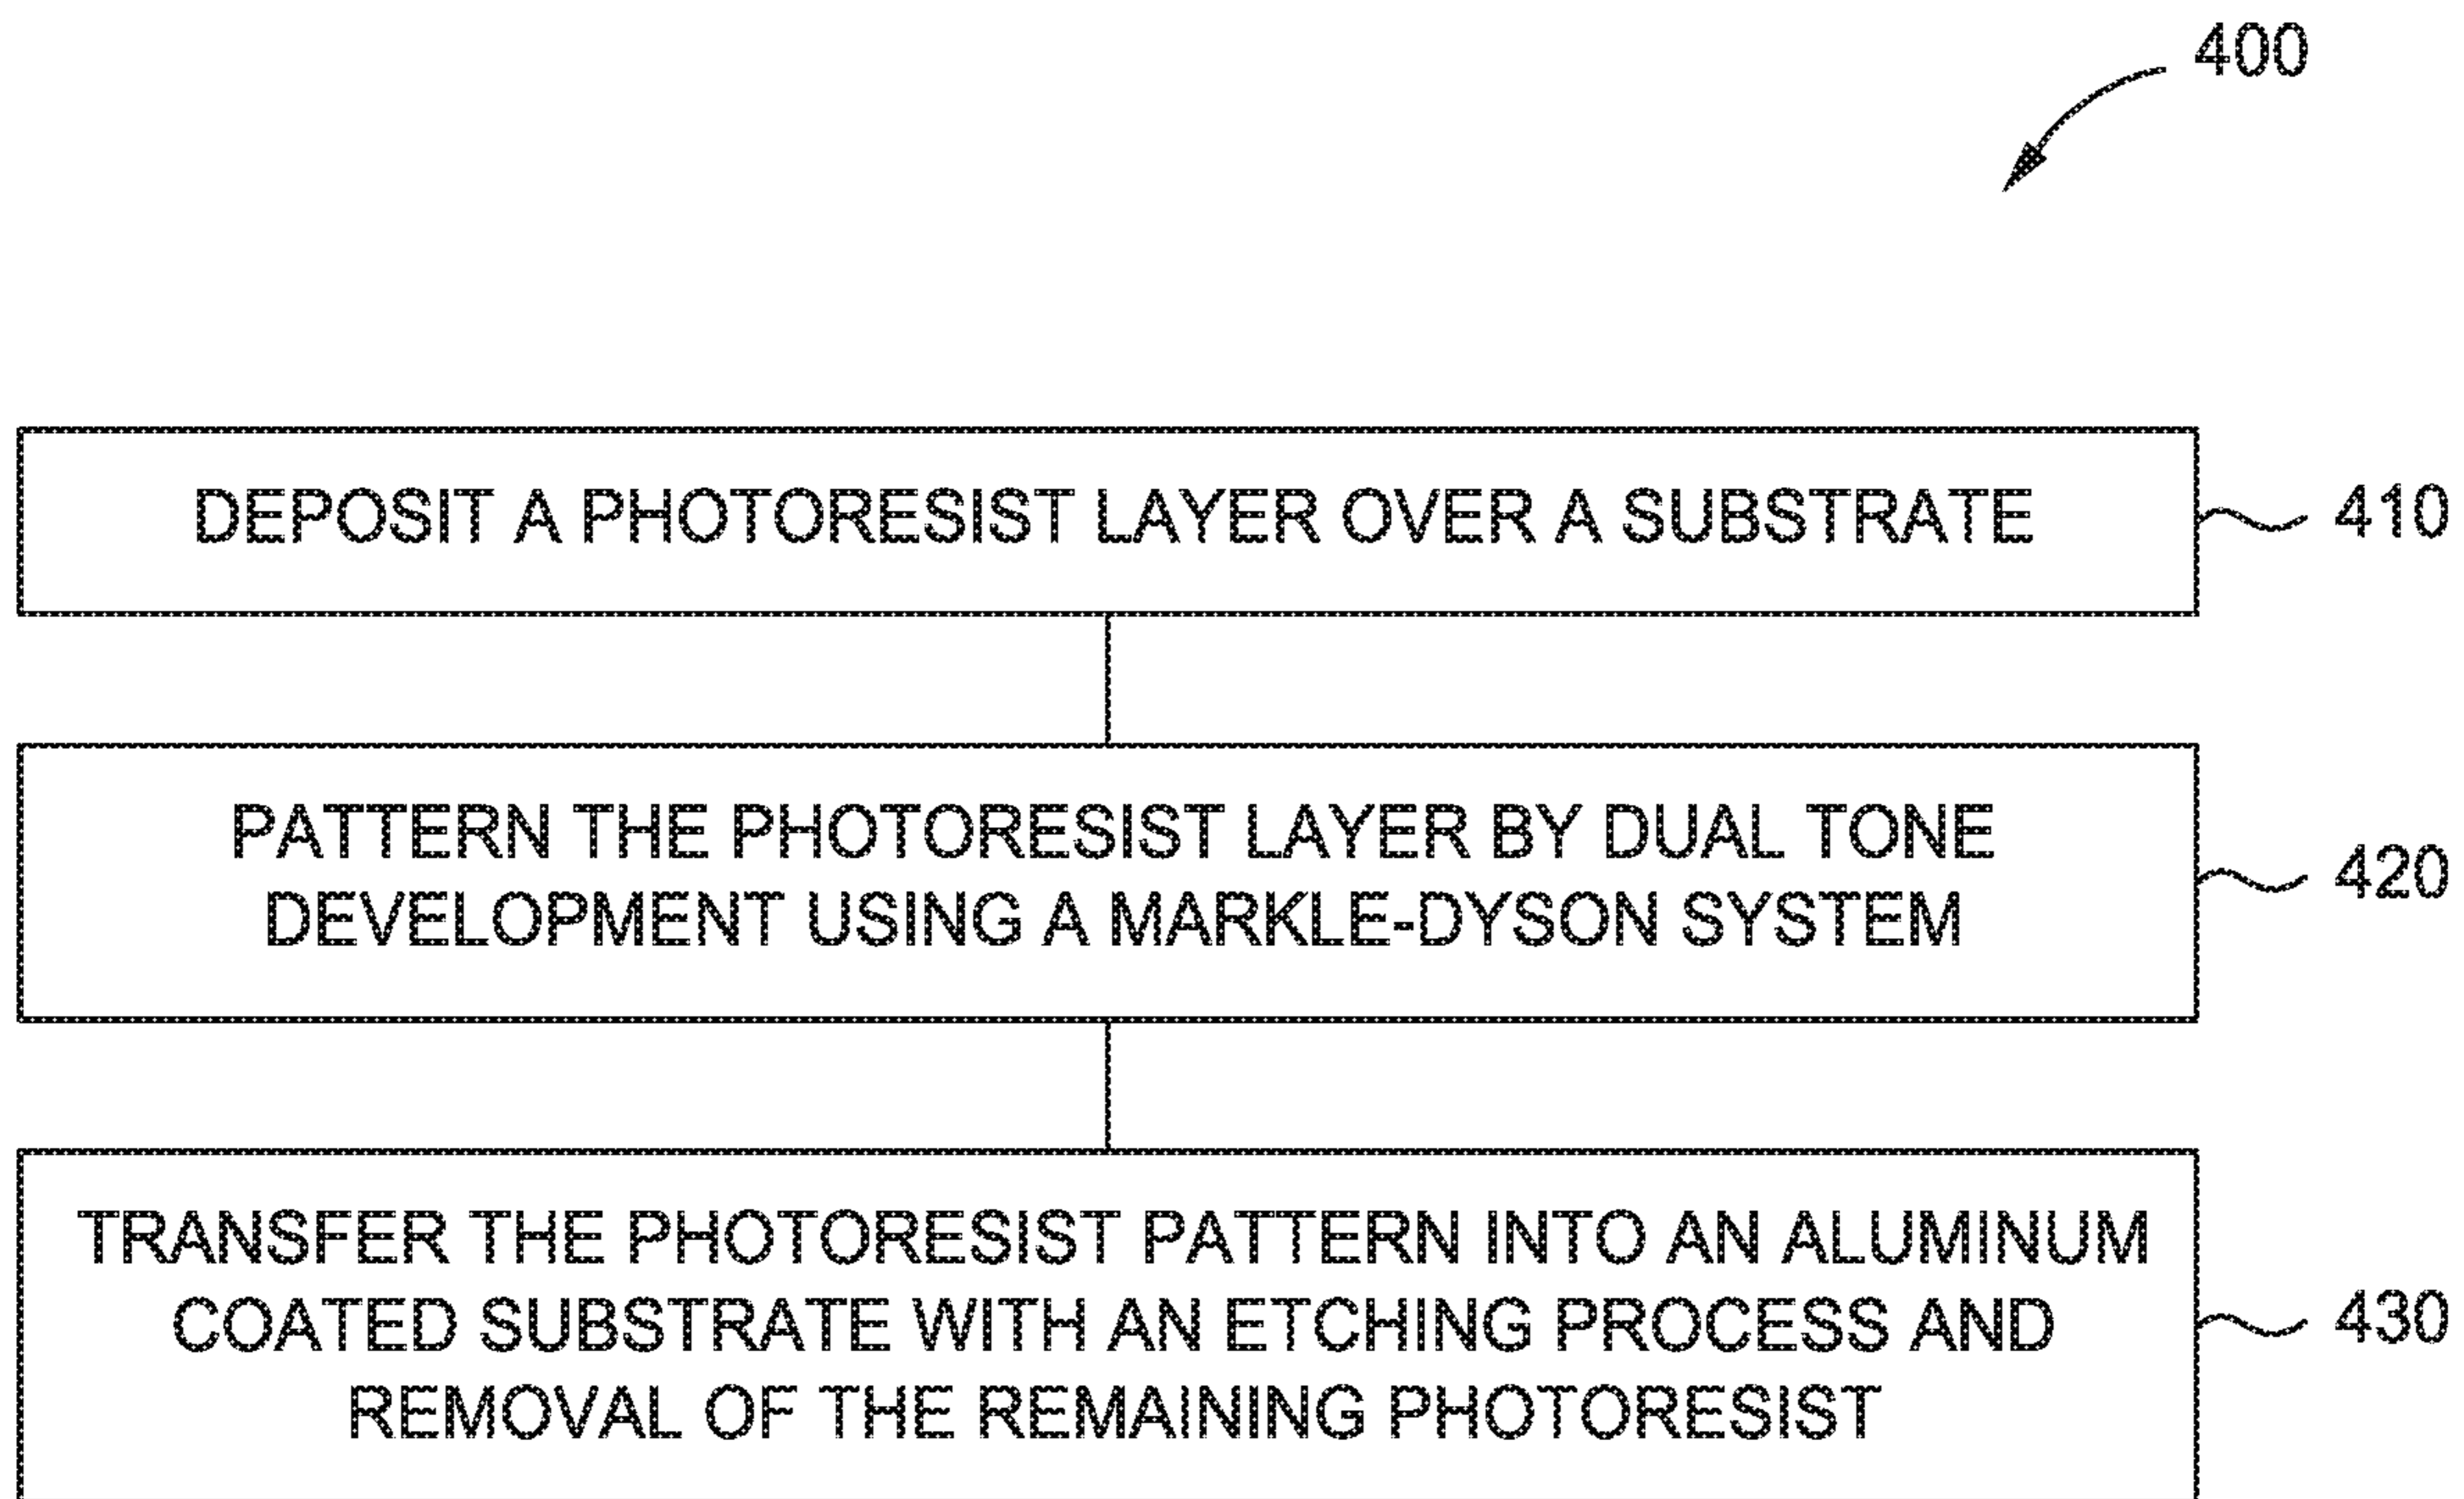 400
DEPOSIT A PHOTORESIST LAYER OVER A SUBSTRATE
410
PATTERN THE PHOTORESIST LAYER BY DUAL TONE
DEVELOPMENT USING A MARKLE-DYSON SYSTEM
420
TRANSFER THE PHOTORESIST PATTERN INTO AN ALUMINUM
COATED SUBSTRATE WITH AN ETCHING PROCESS AND
REMOVAL OF THE REMAINING PHOTORESIST
430